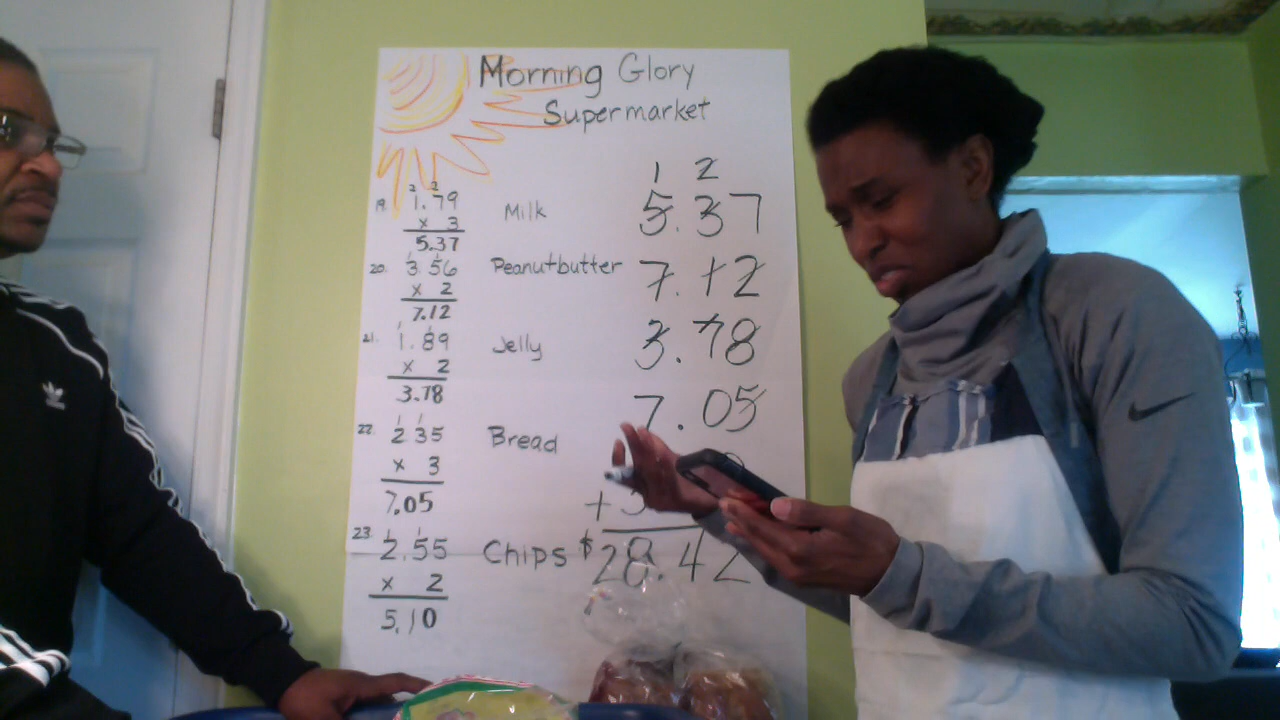 Morning Glory
Supermarket
1 2
19. 1.79 Milk 5.37
x 3
5.37
20. 3.56 Peanutbutter 7.12
x 2
7.12
21. 1.89 Jelly 3.78
x 2
3.78
7.05
22. 2.35 Bread
x 3
7.05
+
23. 2.55 Chips $28.42
x 2
5.10